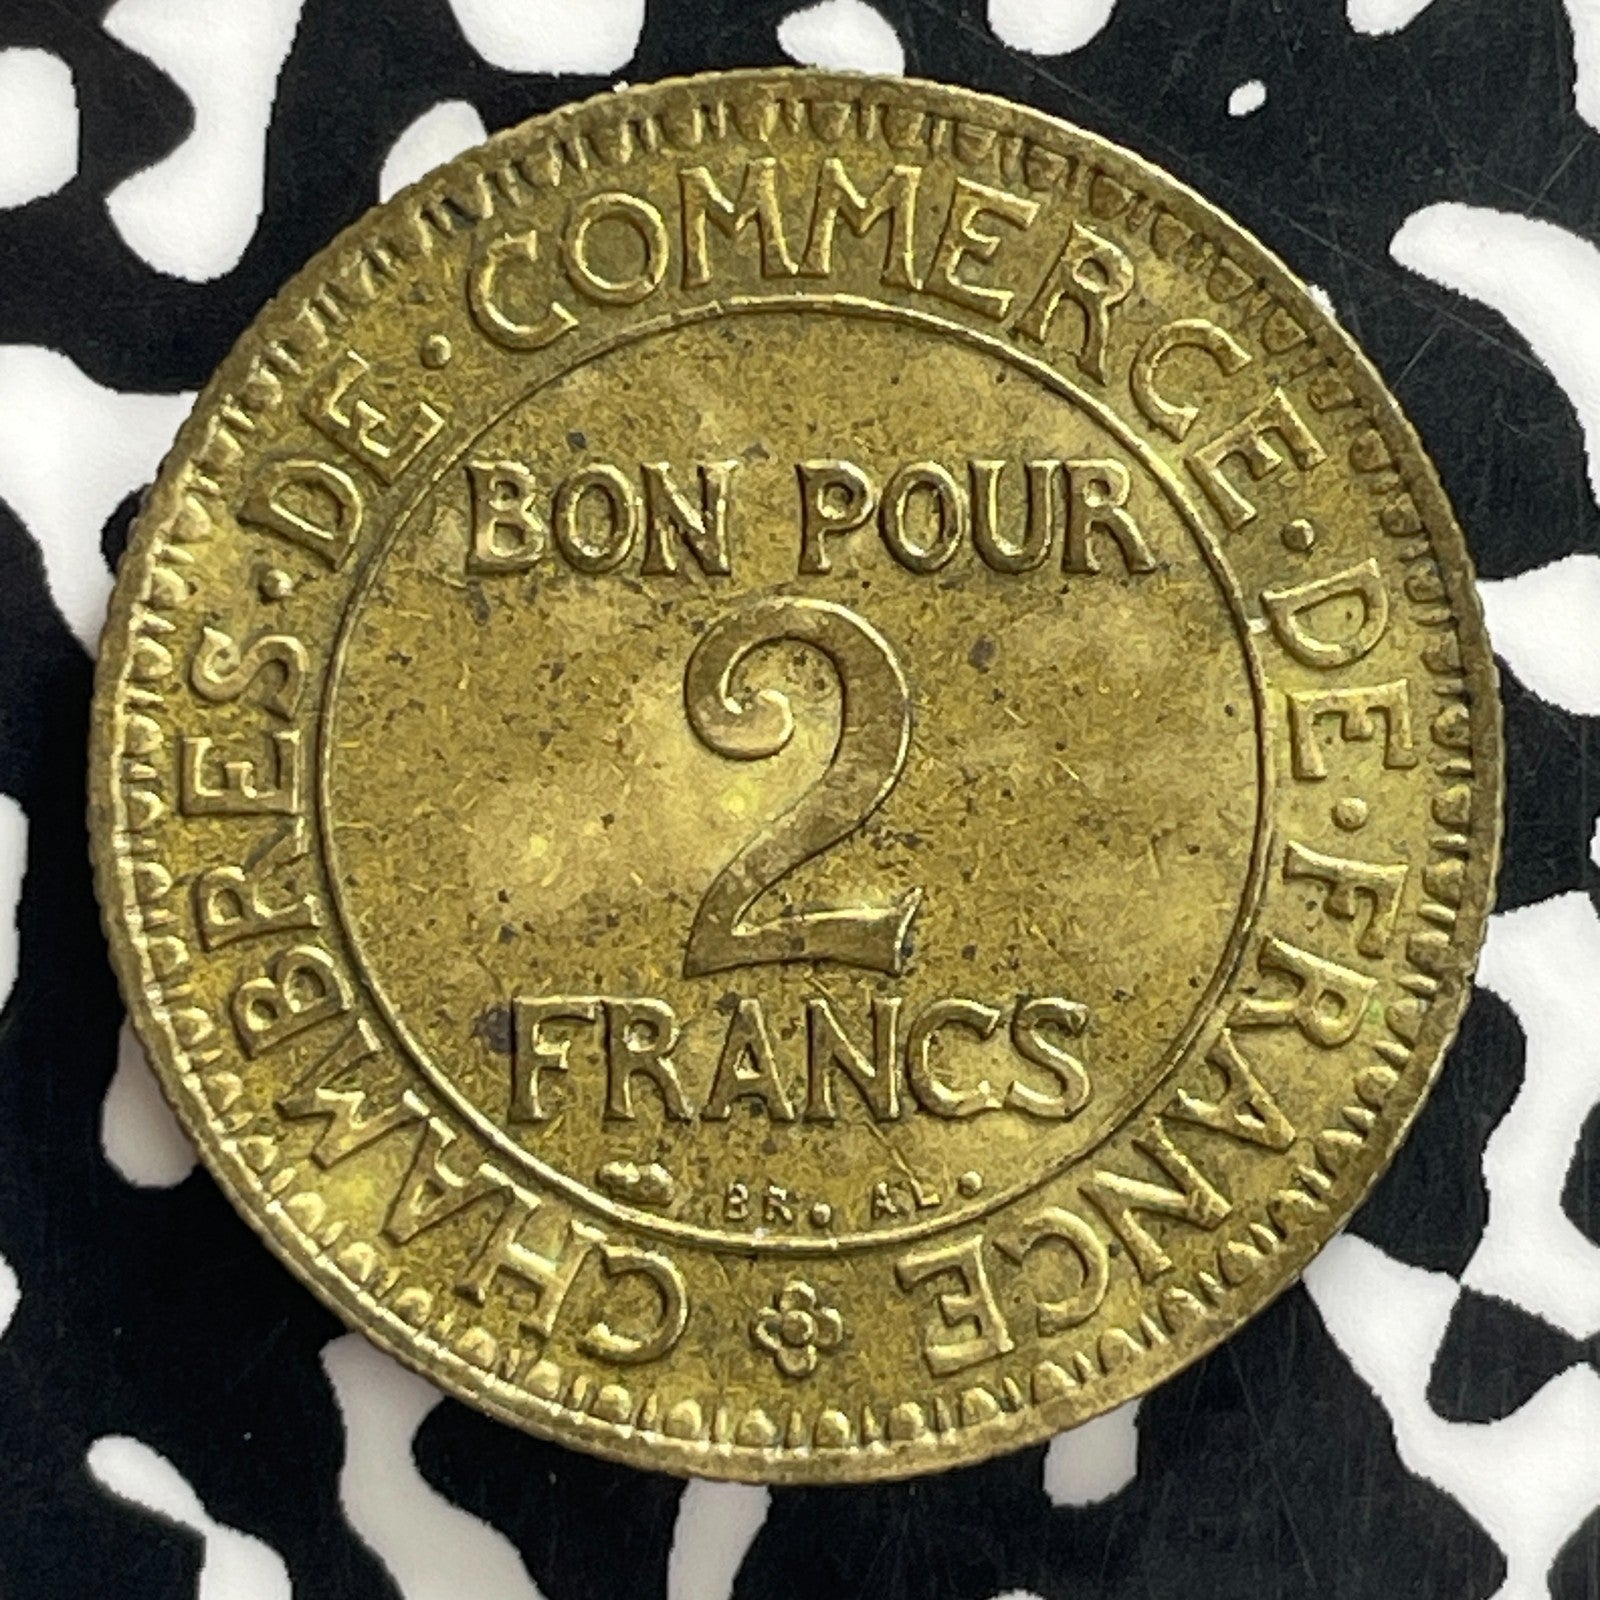 CHAMBRES · DE · COMMERCE · DE · FRANCE
BON POUR
2
FRANCS
BR. AL.